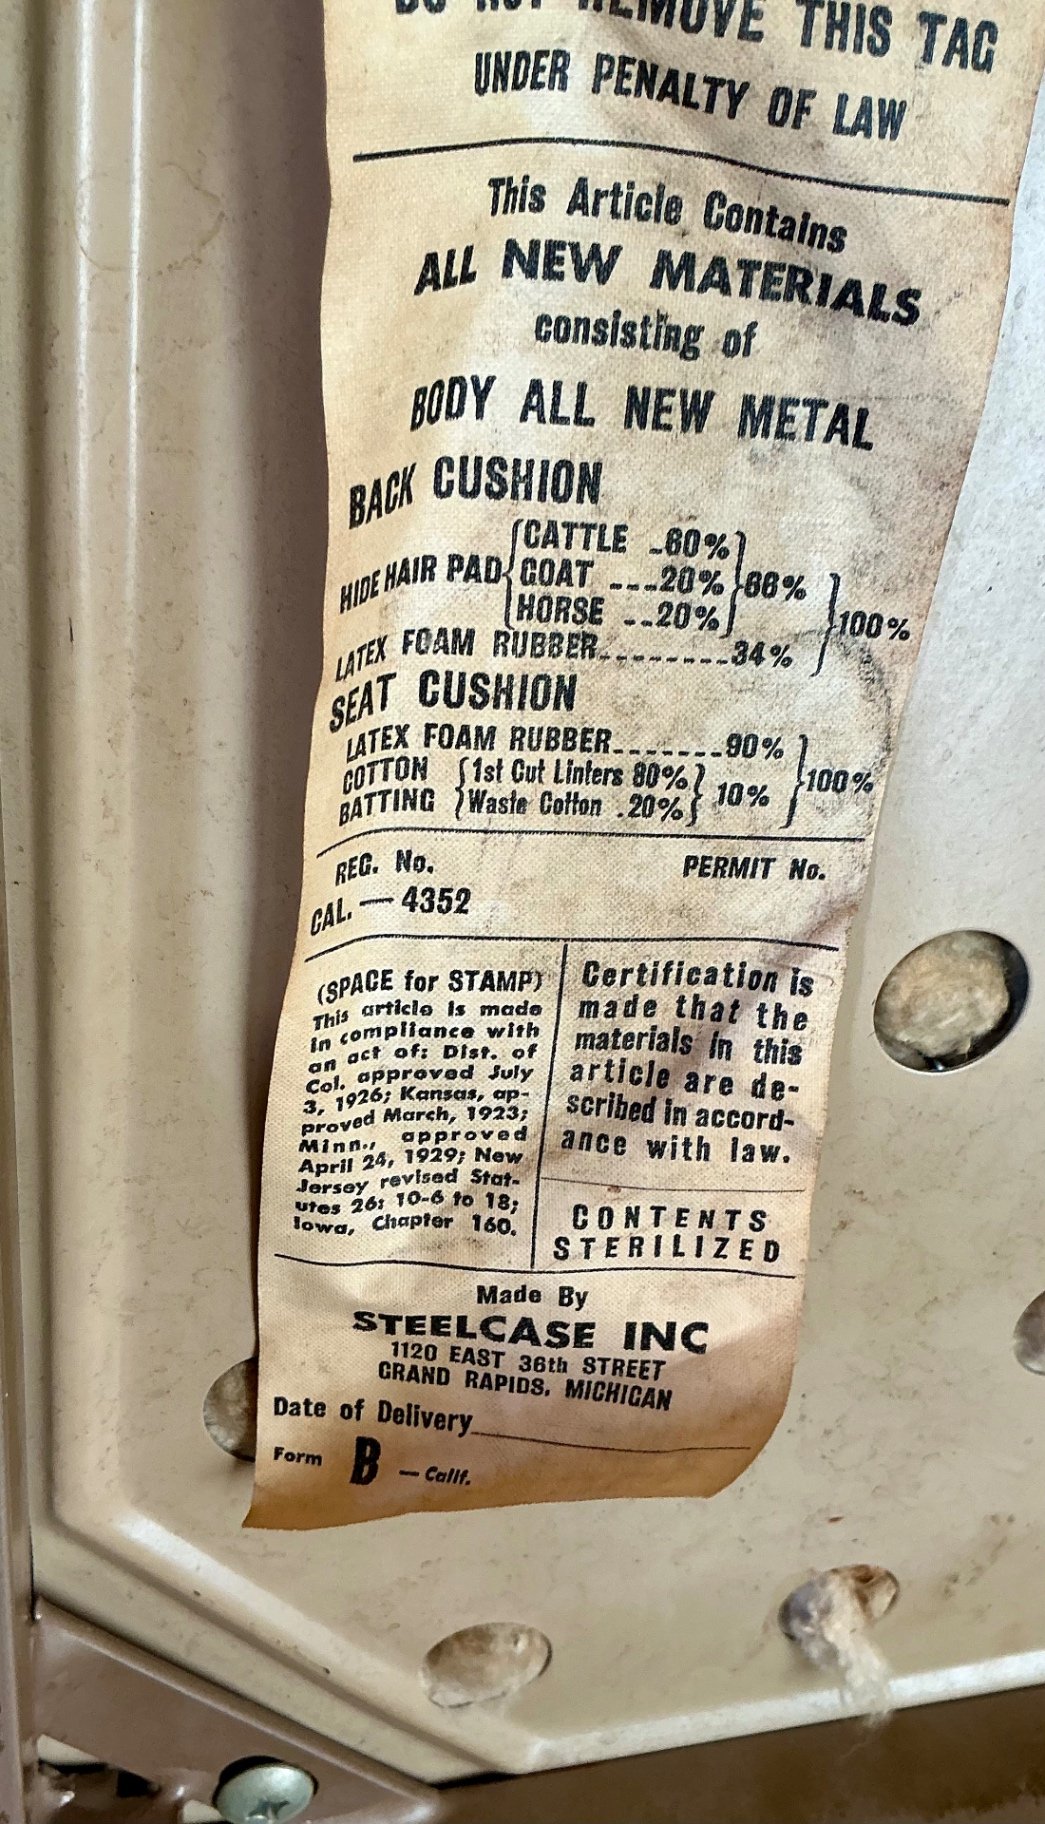 DO NOT REMOVE THIS TAG
UNDER PENALTY OF LAW
This Article Contains
ALL NEW MATERIALS
consisting of
BODY ALL NEW METAL
BACK CUSHION
HIDE HAIR PAD { CATTLE ..60% GOAT ...20% HORSE ..20% } 66%
LATEX FOAM RUBBER........34% } 100%
SEAT CUSHION
LATEX FOAM RUBBER.......90%
COTTON BATTING { 1st Cut Linters 80% Waste Cotton .20% } 10% } 100%
REG. No.
PERMIT No.
CAL. — 4352
(SPACE for STAMP)
This article is made
in compliance with
an act of: Dist. of
Col. approved July
3, 1926; Kansas, ap-
proved March, 1923;
Minn., approved
April 24, 1929; New
Jersey revised Stat-
utes 26: 10-6 to 18;
Iowa, Chapter 160.
Certification is
made that the
materials in this
article are de-
scribed in accord-
ance with law.
CONTENTS
STERILIZED
Made By
STEELCASE INC
1120 EAST 36th STREET
GRAND RAPIDS, MICHIGAN
Date of Delivery
Form B — Calif.